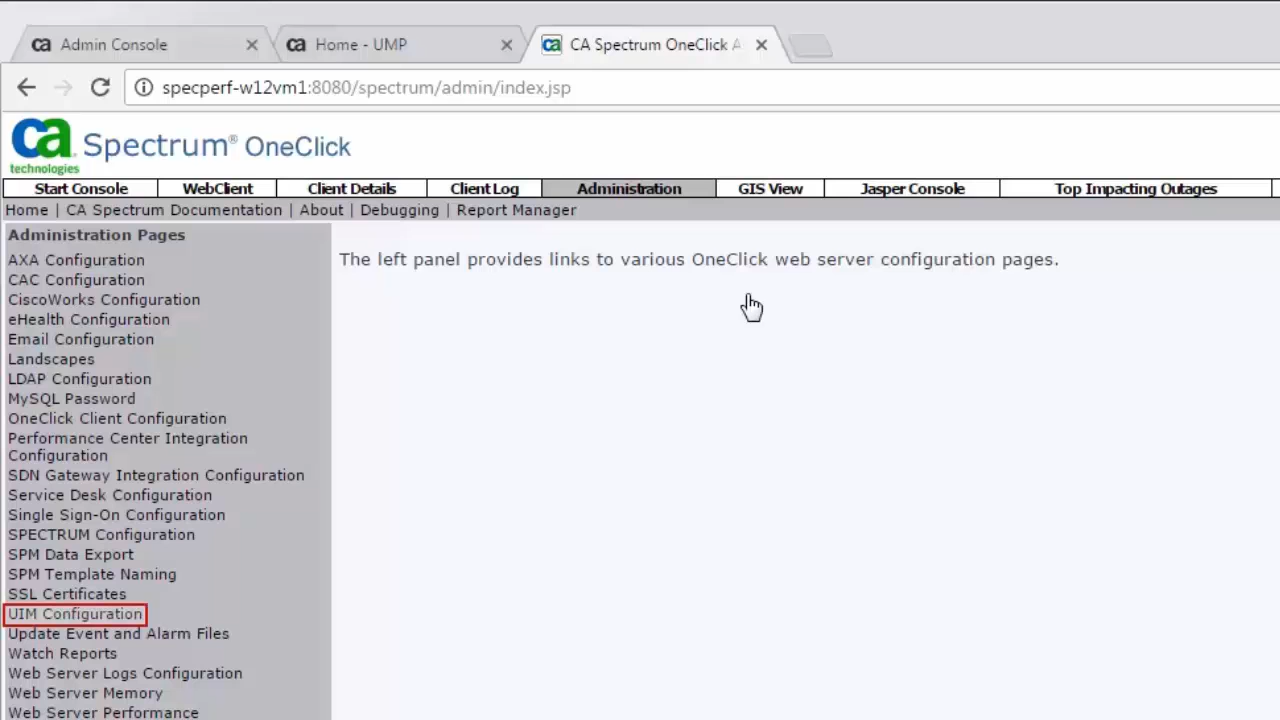 Admin Console
Home - UMP
CA Spectrum OneClick A
specperf-w12vm1:8080/spectrum/admin/index.jsp
ca
technologies
Spectrum® OneClick
Start Console WebClient Client Details Client Log Administration GIS View Jasper Console Top Impacting Outages
Home | CA Spectrum Documentation | About | Debugging | Report Manager
Administration Pages
AXA Configuration
CAC Configuration
CiscoWorks Configuration
eHealth Configuration
Email Configuration
Landscapes
LDAP Configuration
MySQL Password
OneClick Client Configuration
Performance Center Integration
Configuration
SDN Gateway Integration Configuration
Service Desk Configuration
Single Sign-On Configuration
SPECTRUM Configuration
SPM Data Export
SPM Template Naming
SSL Certificates
UIM Configuration
Update Event and Alarm Files
Watch Reports
Web Server Logs Configuration
Web Server Memory
Web Server Performance
The left panel provides links to various OneClick web server configuration pages.